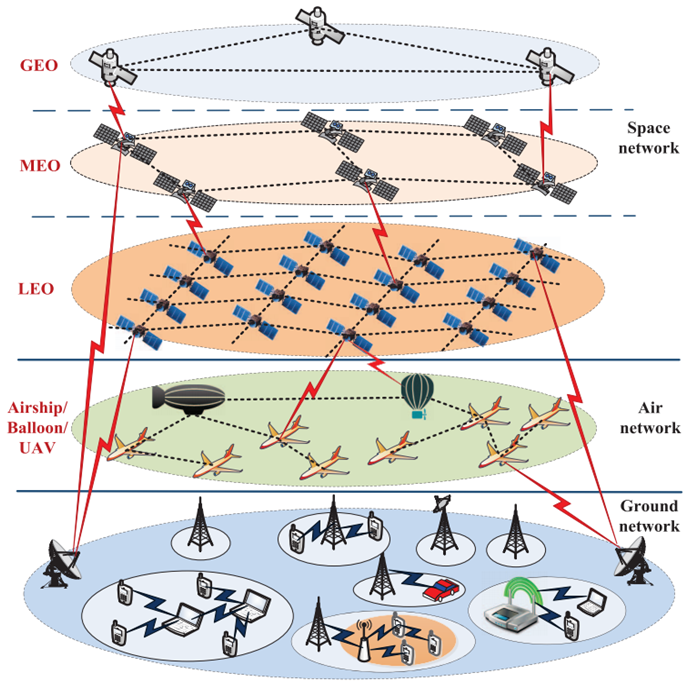 GEO
Space
network
MEO
LEO
Airship/
Balloon/
UAV
Air
network
Ground
network